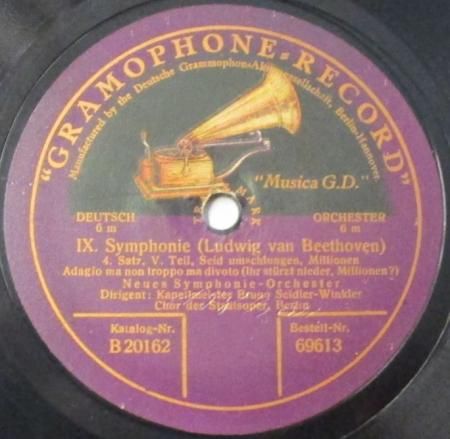 "GRAMOPHONE-RECORD"
Manufactured by the Deutsche Grammophon-Aktiengesellschaft, Berlin-Hannover.
"Musica G.D."
TRADE MARK
DEUTSCH
6 m
ORCHESTER
6 m
IX. Symphonie (Ludwig van Beethoven)
4. Satz, V. Teil, Seid umschlungen, Millionen
Adagio ma non troppo ma divoto (Ihr stürzt nieder, Millionen?)
Neues Symphonie-Orchester
Dirigent: Kapellmeister Bruno Seidler-Winkler
Chor der Staatsoper, Berlin
Katalog-Nr.
B 20162
Bestell-Nr.
69613